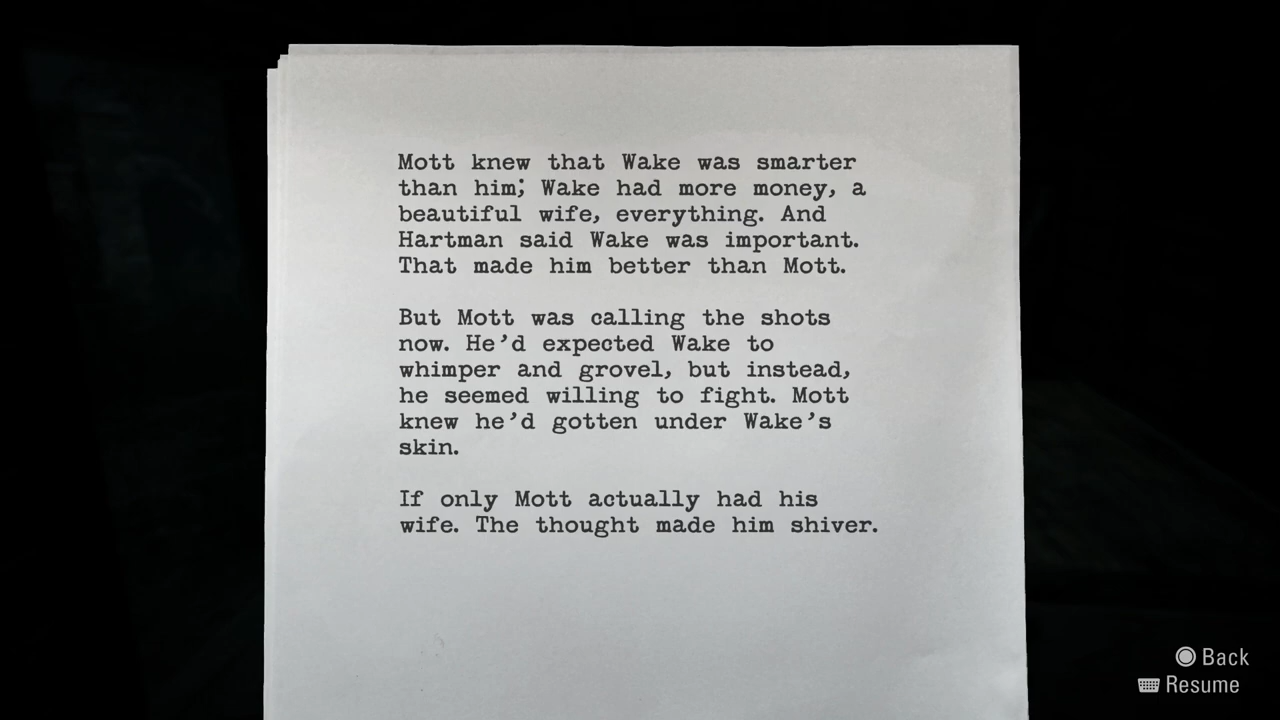 Mott knew that Wake was smarter
than him; Wake had more money, a
beautiful wife, everything. And
Hartman said Wake was important.
That made him better than Mott.
But Mott was calling the shots
now. He’d expected Wake to
whimper and grovel, but instead,
he seemed willing to fight. Mott
knew he’d gotten under Wake’s
skin.
If only Mott actually had his
wife. The thought made him shiver.
Back
Resume